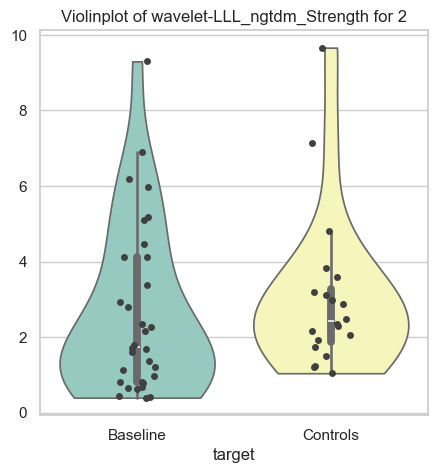 Violinplot of wavelet-LLL_ngtdm_Strength for 2
10
8
6
4
2
0
Baseline
Controls
target